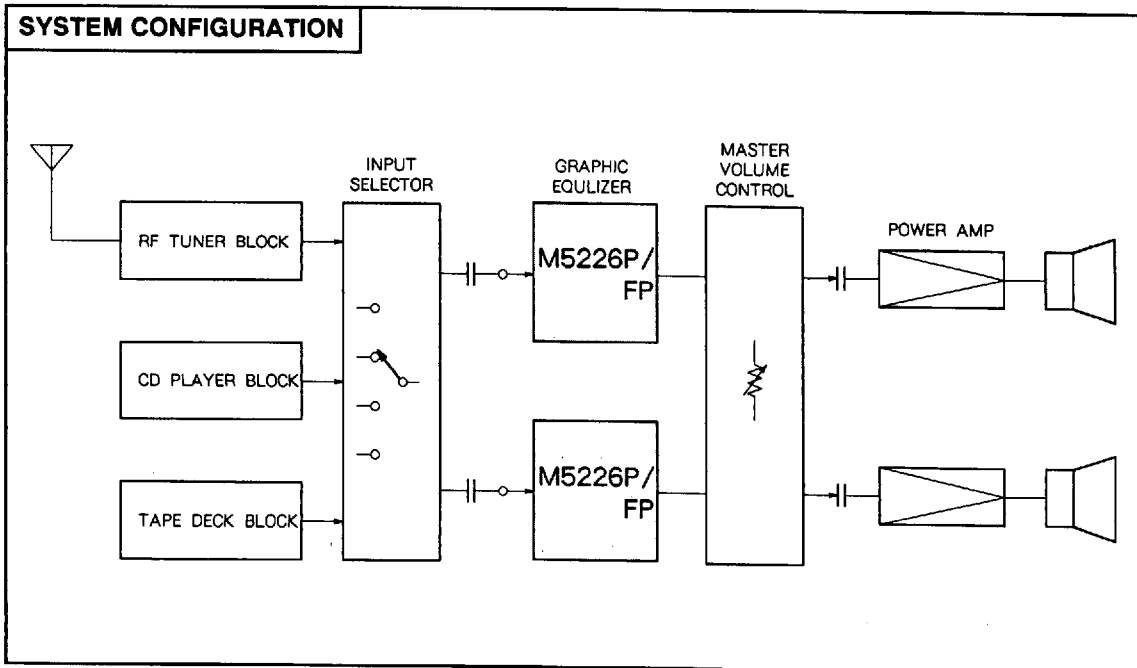 SYSTEM CONFIGURATION
INPUT
SELECTOR
GRAPHIC
EQULIZER
MASTER
VOLUME
CONTROL
POWER AMP
RF TUNER BLOCK
M5226P/
FP
CD PLAYER BLOCK
M5226P/
FP
TAPE DECK BLOCK